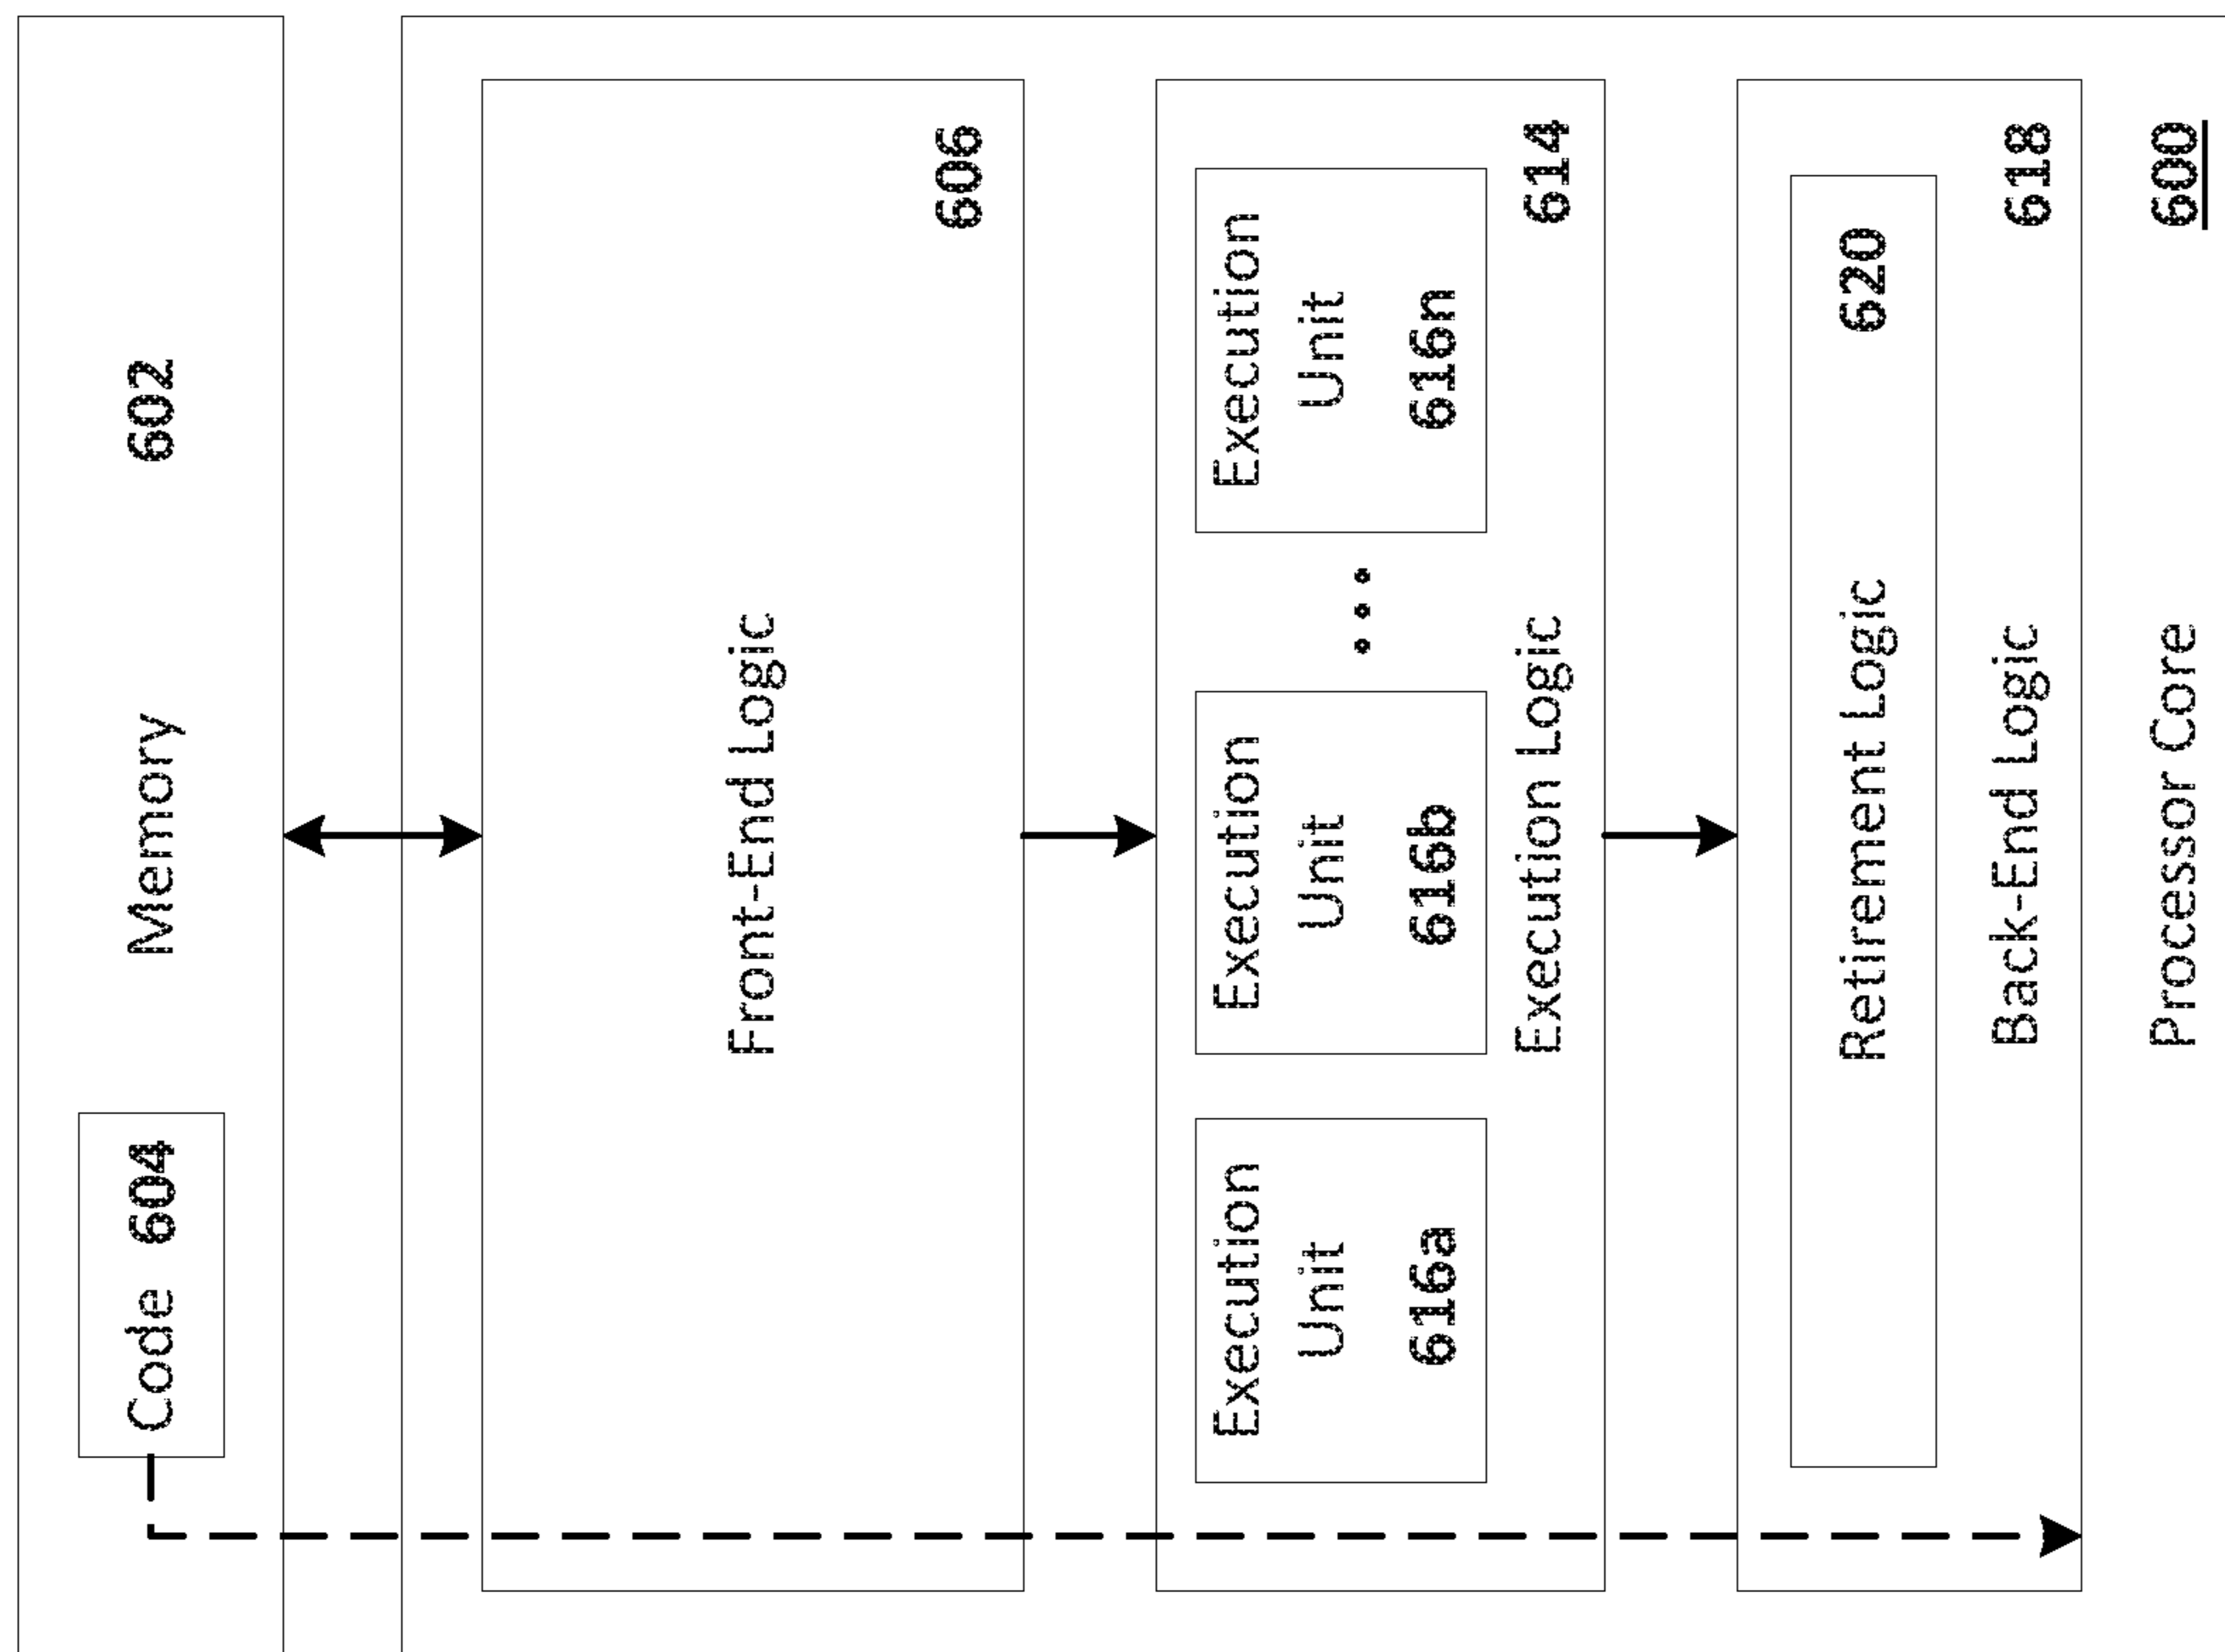 Code 604
Memory
602
Front-End Logic
606
Execution
Unit
616a
Execution
Unit
616b
Execution
Unit
616n
Execution Logic
614
Retirement Logic
620
Back-End Logic
618
Processor Core
600